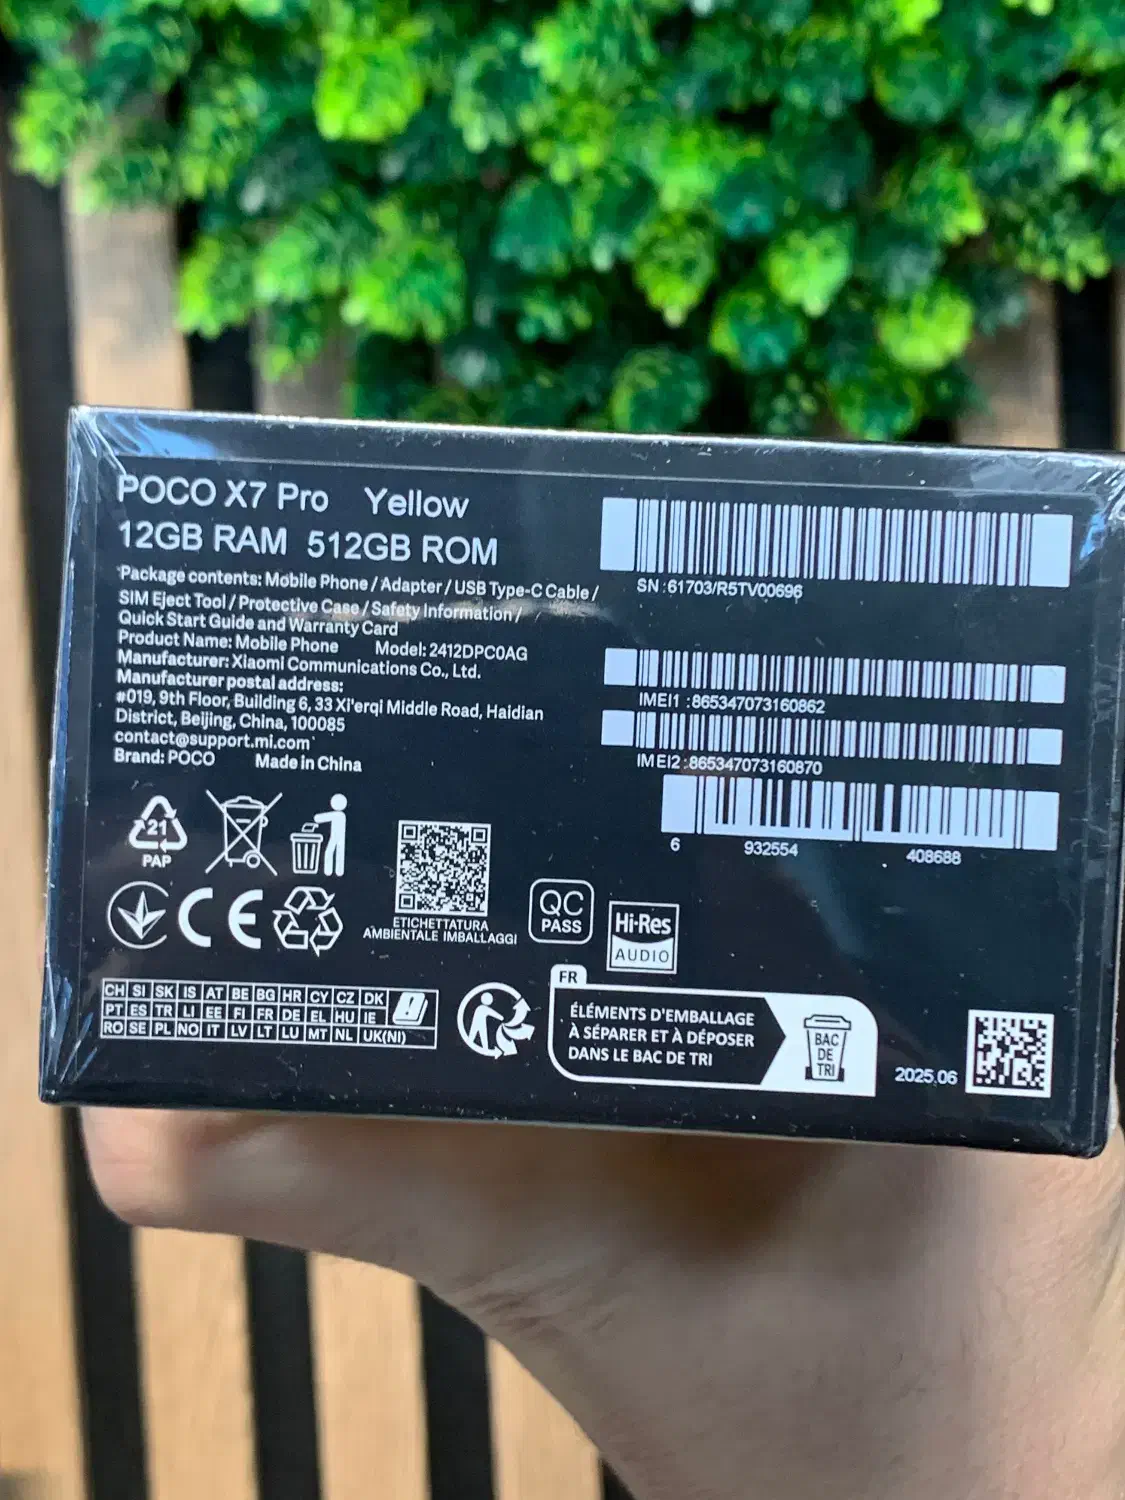 POCO X7 Pro Yellow
12GB RAM 512GB ROM
Package contents: Mobile Phone / Adapter / USB Type-C Cable /
SIM Eject Tool / Protective Case / Safety Information /
Quick Start Guide and Warranty Card
Product Name: Mobile Phone Model: 2412DPC0AG
Manufacturer: Xiaomi Communications Co., Ltd.
Manufacturer postal address:
#019, 9th Floor, Building 6, 33 Xi'erqi Middle Road, Haidian
District, Beijing, China, 100085
contact@support.mi.com
Brand: POCO Made in China
SN:61703/R5TV00696
IMEI1:865347073160862
IMEI2:865347073160870
6 932554 408688
21
PAP
CE
ETICHETTATURA
AMBIENTALE IMBALLAGGI
QC
PASS
Hi-Res
AUDIO
CH SI SK IS AT BE BG HR CY CZ DK
PT ES TR LI EE FI FR DE EL HU IE
RO SE PL NO IT LV LT LU MT NL UK(NI)
FR
ÉLÉMENTS D'EMBALLAGE
À SÉPARER ET À DÉPOSER
DANS LE BAC DE TRI
BAC
DE
TRI
2025.06